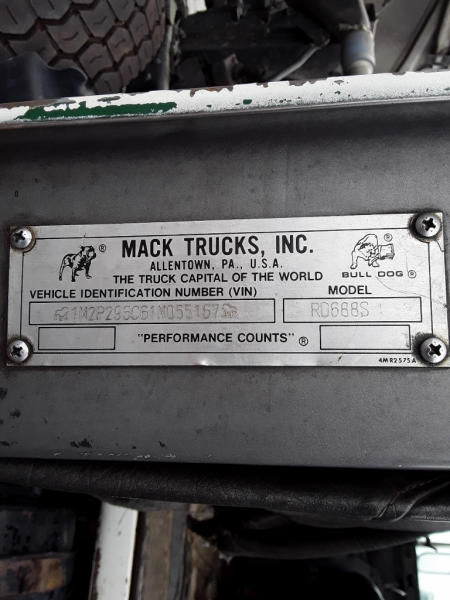 MACK TRUCKS, INC.
ALLENTOWN, PA., U.S.A.
THE TRUCK CAPITAL OF THE WORLD
®
BULL DOG ®
VEHICLE IDENTIFICATION NUMBER (VIN)
MODEL
RD688S
"PERFORMANCE COUNTS" ®
4MR2575A